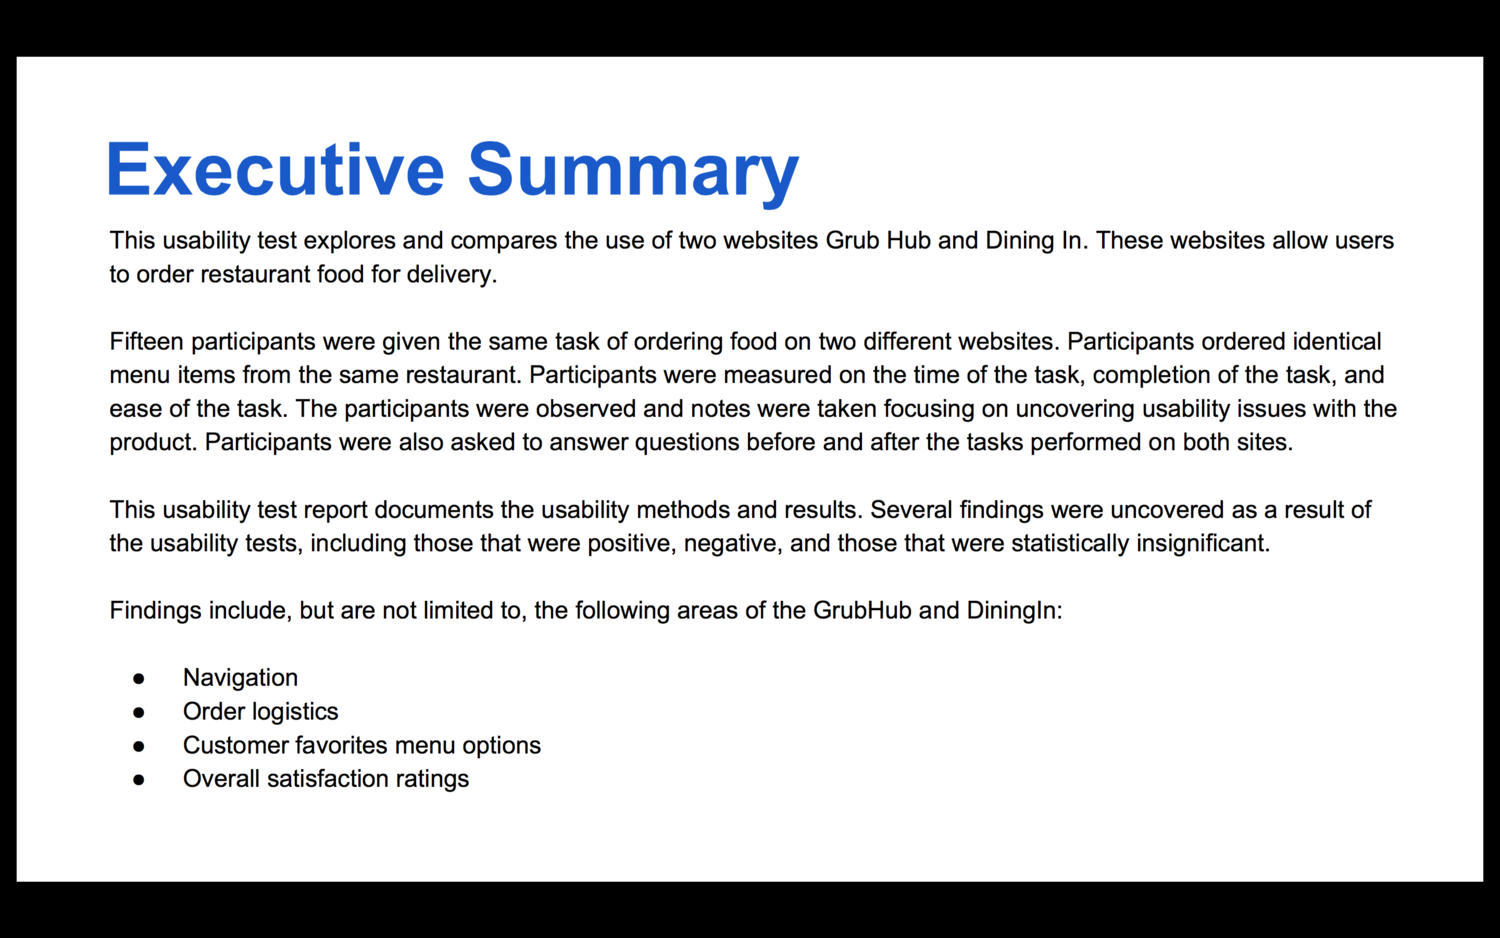 Executive Summary
This usability test explores and compares the use of two websites Grub Hub and Dining In. These websites allow users
to order restaurant food for delivery.
Fifteen participants were given the same task of ordering food on two different websites. Participants ordered identical
menu items from the same restaurant. Participants were measured on the time of the task, completion of the task, and
ease of the task. The participants were observed and notes were taken focusing on uncovering usability issues with the
product. Participants were also asked to answer questions before and after the tasks performed on both sites.
This usability test report documents the usability methods and results. Several findings were uncovered as a result of
the usability tests, including those that were positive, negative, and those that were statistically insignificant.
Findings include, but are not limited to, the following areas of the GrubHub and DiningIn:
● Navigation
● Order logistics
● Customer favorites menu options
● Overall satisfaction ratings